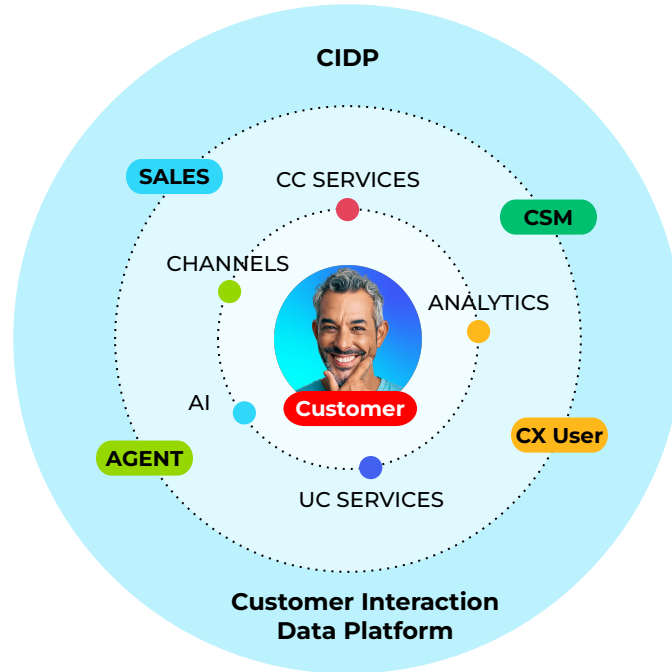 CIDP
SALES
CC SERVICES
CSM
CHANNELS
ANALYTICS
AI
Customer
CX User
AGENT
UC SERVICES
Customer Interaction
Data Platform